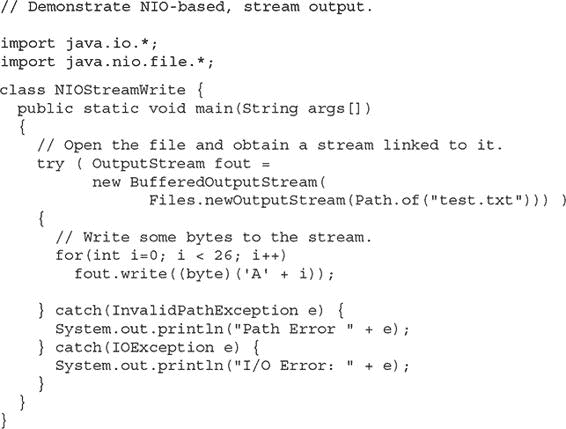 // Demonstrate NIO-based, stream output.
import java.io.*;
import java.nio.file.*;
class NIOStreamWrite {
  public static void main(String args[])
  {
    // Open the file and obtain a stream linked to it.
    try ( OutputStream fout =
          new BufferedOutputStream(
                Files.newOutputStream(Path.of("test.txt"))) )
    {
      // Write some bytes to the stream.
      for(int i=0; i < 26; i++)
        fout.write((byte)('A' + i));
    } catch(InvalidPathException e) {
      System.out.println("Path Error " + e);
    } catch(IOException e) {
      System.out.println("I/O Error: " + e);
    }
  }
}